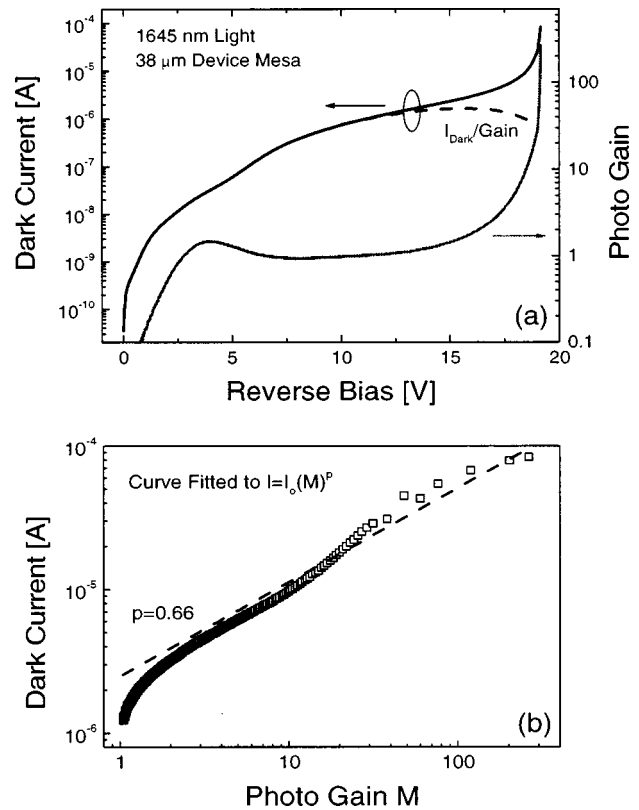 1645 nm Light
38 μm Device Mesa
Dark Current [A]
10⁻⁴
10⁻⁵
10⁻⁶
10⁻⁷
10⁻⁸
10⁻⁹
10⁻¹⁰
I_Dark/Gain
100
10
1
0.1
Photo Gain
(a)
0 5 10 15 20
Reverse Bias [V]
Curve Fitted to I=I_o(M)^p
Dark Current [A]
10⁻⁴
10⁻⁵
10⁻⁶
p=0.66
(b)
1 10 100
Photo Gain M